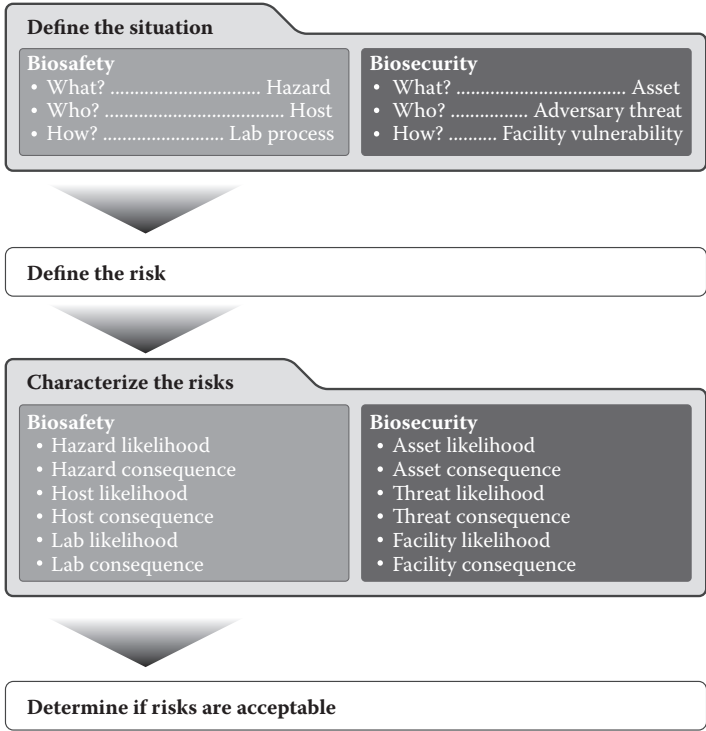 Define the situation
Biosafety
• What? .............................. Hazard
• Who? .................................... Host
• How? ........................ Lab process
Biosecurity
• What? .................................. Asset
• Who? ............... Adversary threat
• How? .......... Facility vulnerability
Define the risk
Characterize the risks
Biosafety
• Hazard likelihood
• Hazard consequence
• Host likelihood
• Host consequence
• Lab likelihood
• Lab consequence
Biosecurity
• Asset likelihood
• Asset consequence
• Threat likelihood
• Threat consequence
• Facility likelihood
• Facility consequence
Determine if risks are acceptable